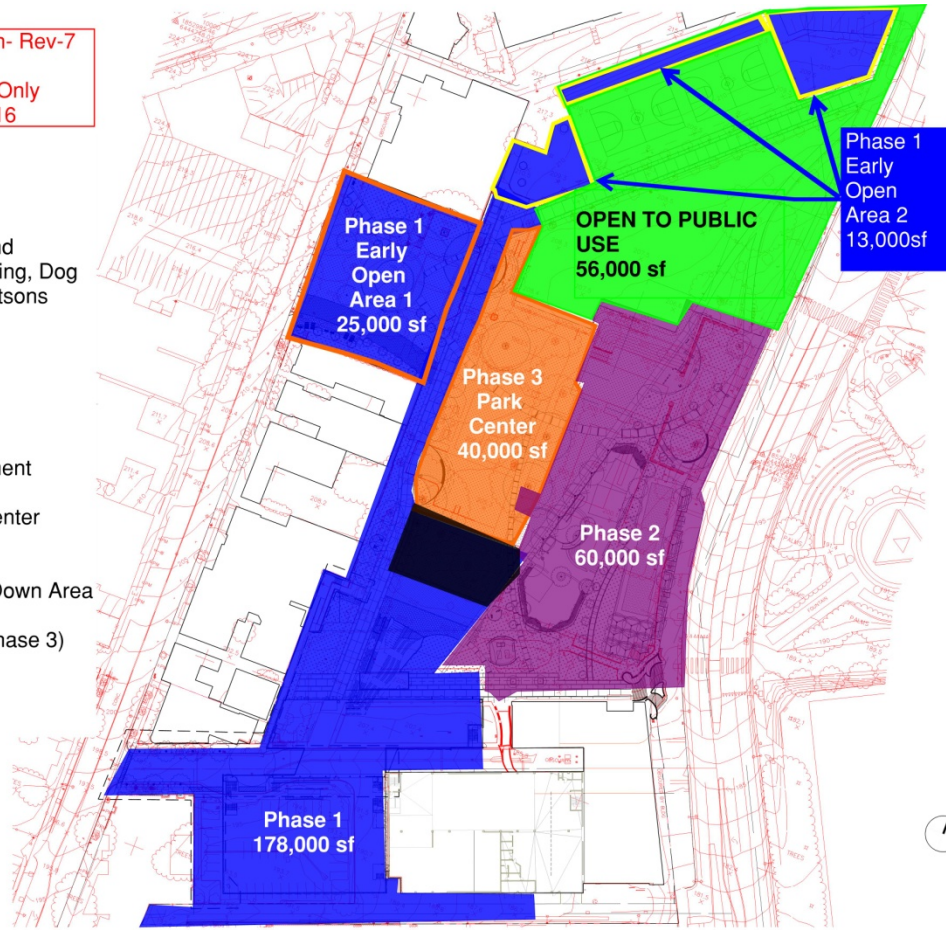 n- Rev-7
Only
16
nd
ing, Dog
tsons
ment
enter
Down Area
hase 3)
Phase 1
Early
Open
Area 1
25,000 sf
OPEN TO PUBLIC
USE
56,000 sf
Phase 1
Early
Open
Area 2
13,000sf
Phase 3
Park
Center
40,000 sf
Phase 2
60,000 sf
Phase 1
178,000 sf